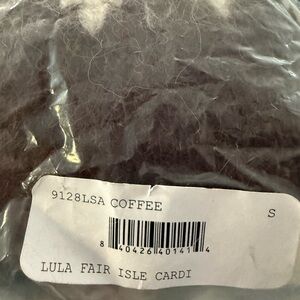 9128LSA COFFEE S
8 40426 40141 4
LULA FAIR ISLE CARDI